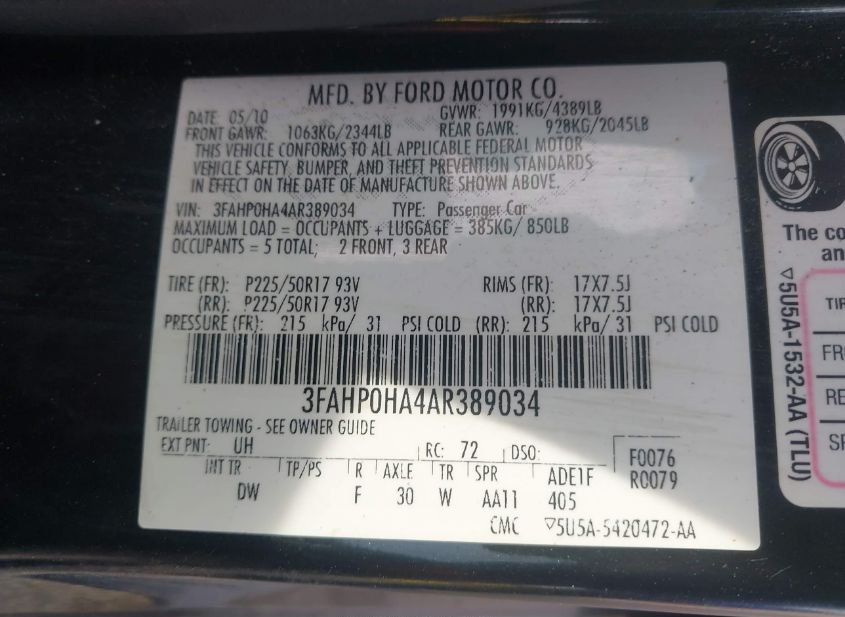 MFD. BY FORD MOTOR CO.
DATE 05/10 GVWR: 1991KG/4389LB
FRONT GAWR: 1063KG/2344LB REAR GAWR: 928KG/2045LB
THIS VEHICLE CONFORMS TO ALL APPLICABLE FEDERAL MOTOR
VEHICLE SAFETY, BUMPER, AND THEFT PREVENTION STANDARDS
IN EFFECT ON THE DATE OF MANUFACTURE SHOWN ABOVE.
VIN: 3FAHP0HA4AR389034 TYPE: Passenger Car
MAXIMUM LOAD = OCCUPANTS + LUGGAGE = 385KG/ 850LB
OCCUPANTS = 5 TOTAL; 2 FRONT, 3 REAR
TIRE (FR): P225/50R17 93V RIMS (FR): 17X7.5J
(RR): P225/50R17 93V (RR): 17X7.5J
PRESSURE (FR): 215 kPa/ 31 PSI COLD (RR): 215 kPa/ 31 PSI COLD
3FAHP0HA4AR389034
TRAILER TOWING - SEE OWNER GUIDE
EXT PNT: UH RC: 72 DSO: F0076
INT TR TP/PS R AXLE TR SPR ADE1F R0079
DW F 30 W AA11 405
CMC ▽5U5A-5420472-AA
▽5U5A-1532-AA (TLU)
The co
an
TIR
FR
RE
SP